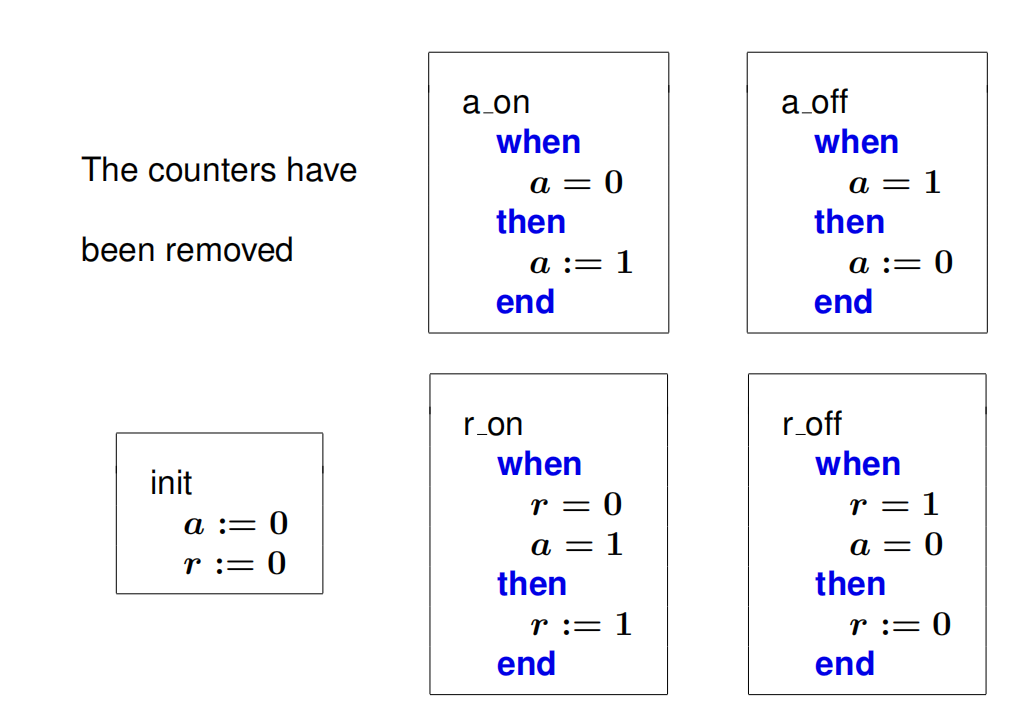 The counters have
been removed
a_on
when
a = 0
then
a := 1
end
a_off
when
a = 1
then
a := 0
end
init
a := 0
r := 0
r_on
when
r = 0
a = 1
then
r := 1
end
r_off
when
r = 1
a = 0
then
r := 0
end